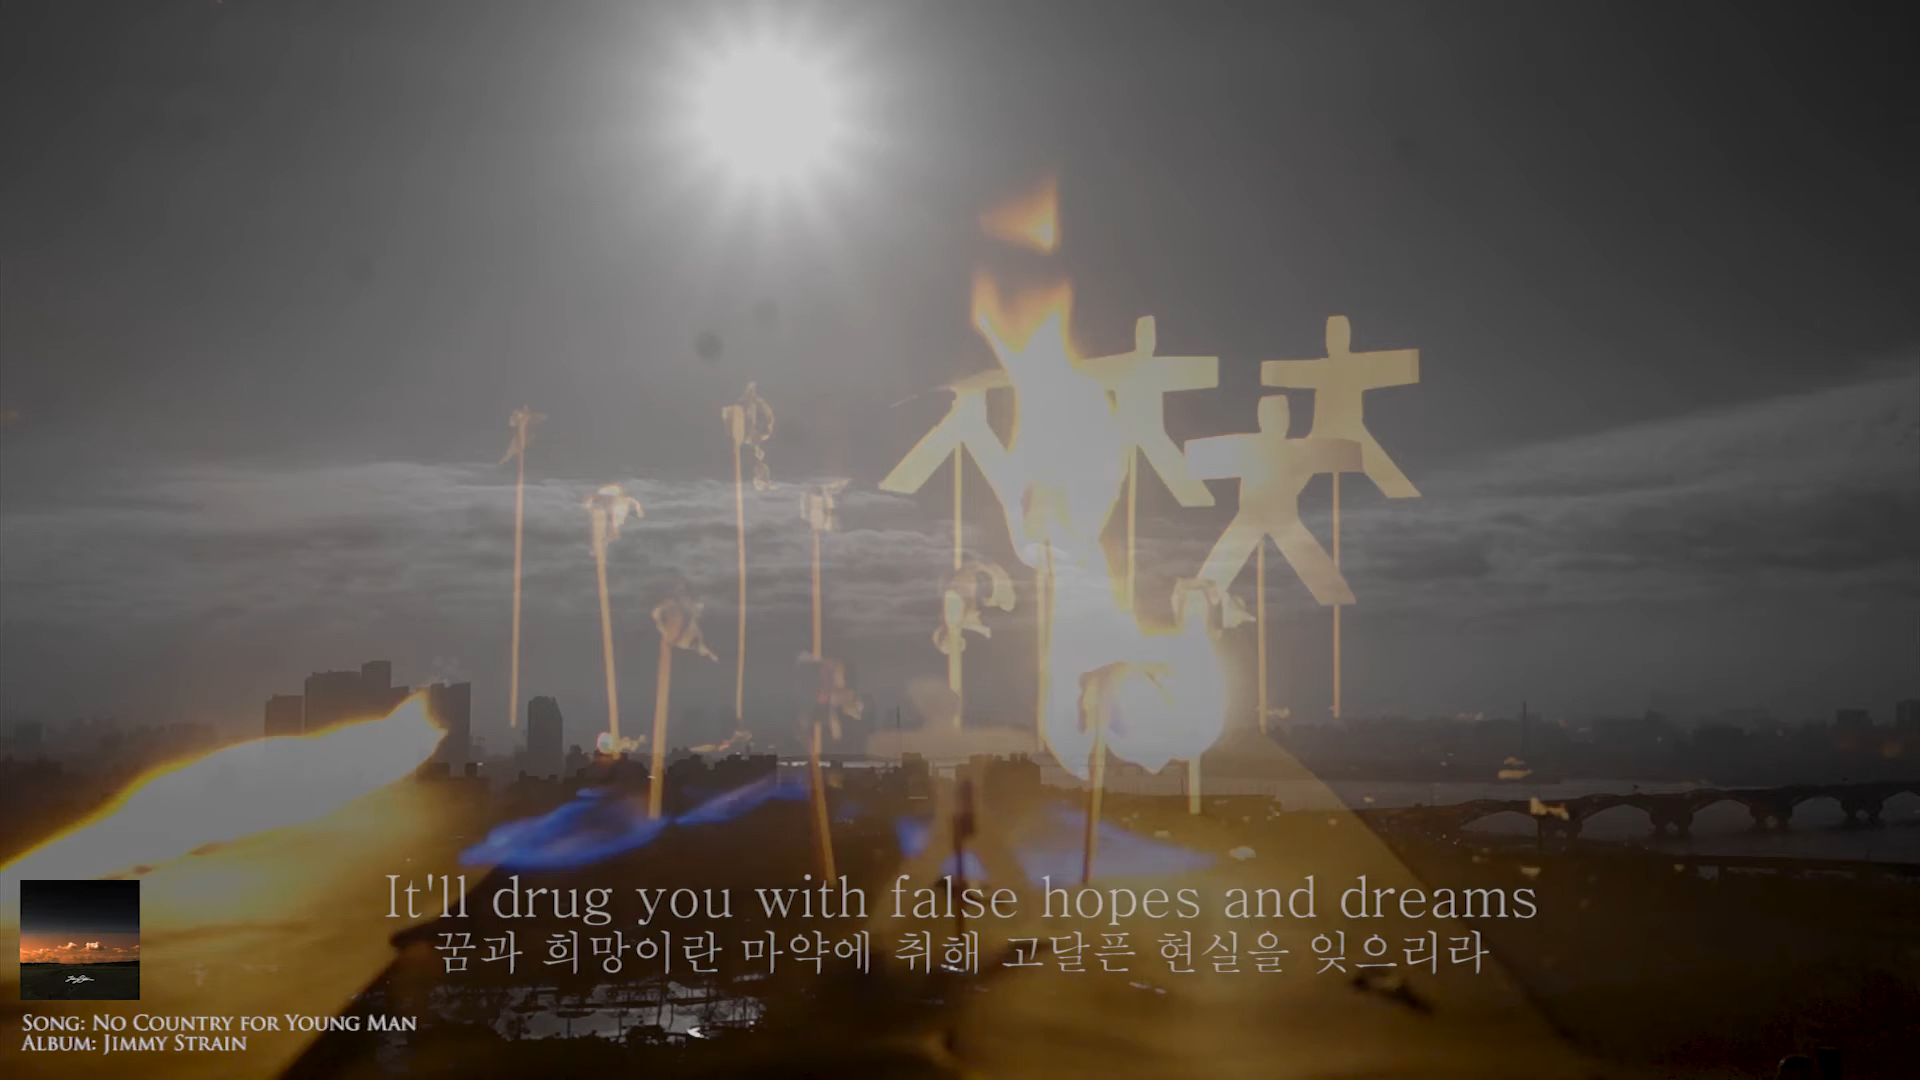 It'll drug you with false hopes and dreams
꿈과 희망이란 마약에 취해 고달픈 현실을 잊으리라
Song: No Country for Young Man
Album: Jimmy Strain